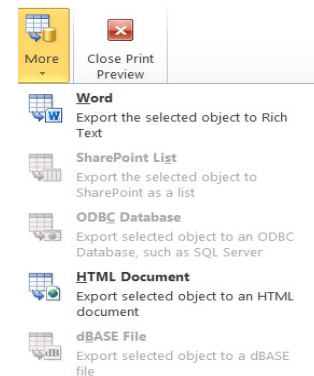 More
Close Print
Preview
Word
Export the selected object to Rich
Text
SharePoint List
Export the selected object to
SharePoint as a list
ODBC Database
Export selected object to an ODBC
Database, such as SQL Server
HTML Document
Export selected object to an HTML
document
dBASE File
Export selected object to a dBASE
file